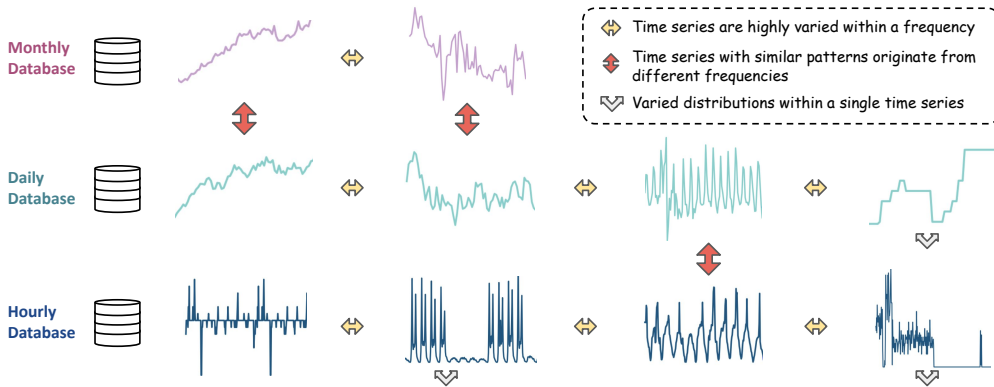 Monthly
Database
Time series are highly varied within a frequency
Time series with similar patterns originate from
different frequencies
Varied distributions within a single time series
Daily
Database
Hourly
Database